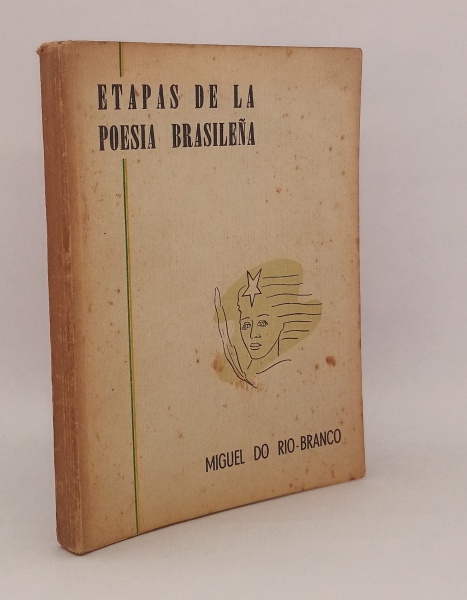 ETAPAS DE LA
POESIA BRASILEÑA
MIGUEL DO RIO-BRANCO